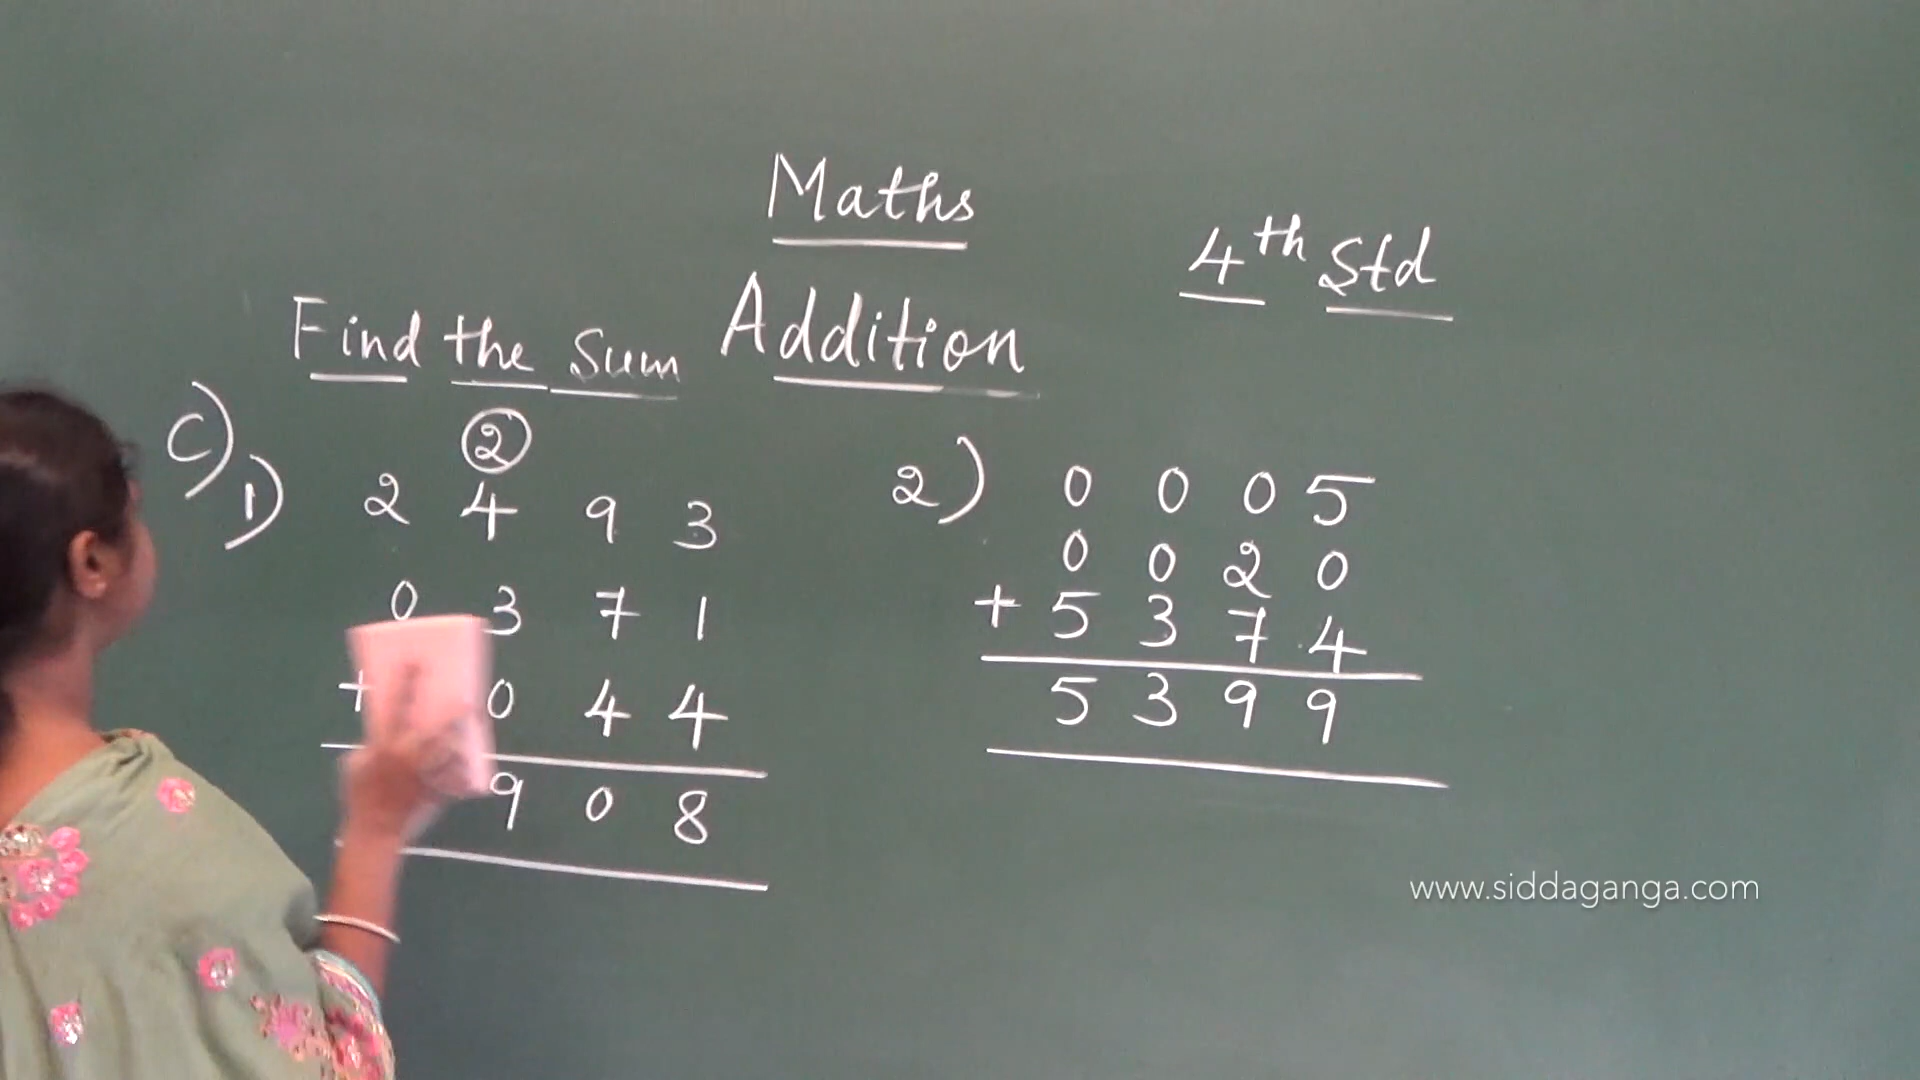 Maths
4th Std
Find the Sum Addition
C)
②
1) 2 4 9 3
0 3 7 1
+ 0 4 4
9 0 8
2) 0 0 0 5
0 0 2 0
+ 5 3 7 4
5 3 9 9
www.siddaganga.com